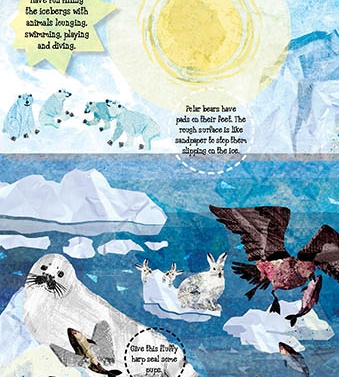 Have fun filling
the icebergs with
animals lounging,
swimming, playing
and diving.
Polar bears have
pads on their feet. The
rough surface is like
sandpaper to stop them
slipping on the ice.
Give this fluffy
harp seal some
pups.